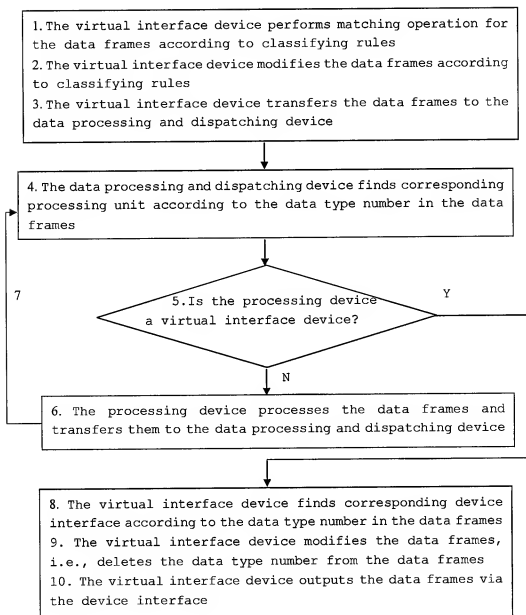 1.The virtual interface device performs matching operation for
the data frames according to classifying rules
2. The virtual interface device modifies the data frames according
to classifying rules
3.The virtual interface device transfers the data frames to the
data processing and dispatching device
4. The data processing and dispatching device finds corresponding
processing unit according to the data type number in the data
frames
7
5.Is the processing device
a virtual interface device?
Y
N
6. The processing device processes the data frames and
transfers them to the data processing and dispatching device
8. The virtual interface device finds corresponding device
interface according to the data type number in the data frames
9. The virtual interface device modifies the data frames,
i.e., deletes the data type number from the data frames
10. The virtual interface device outputs the data frames via
the device interface